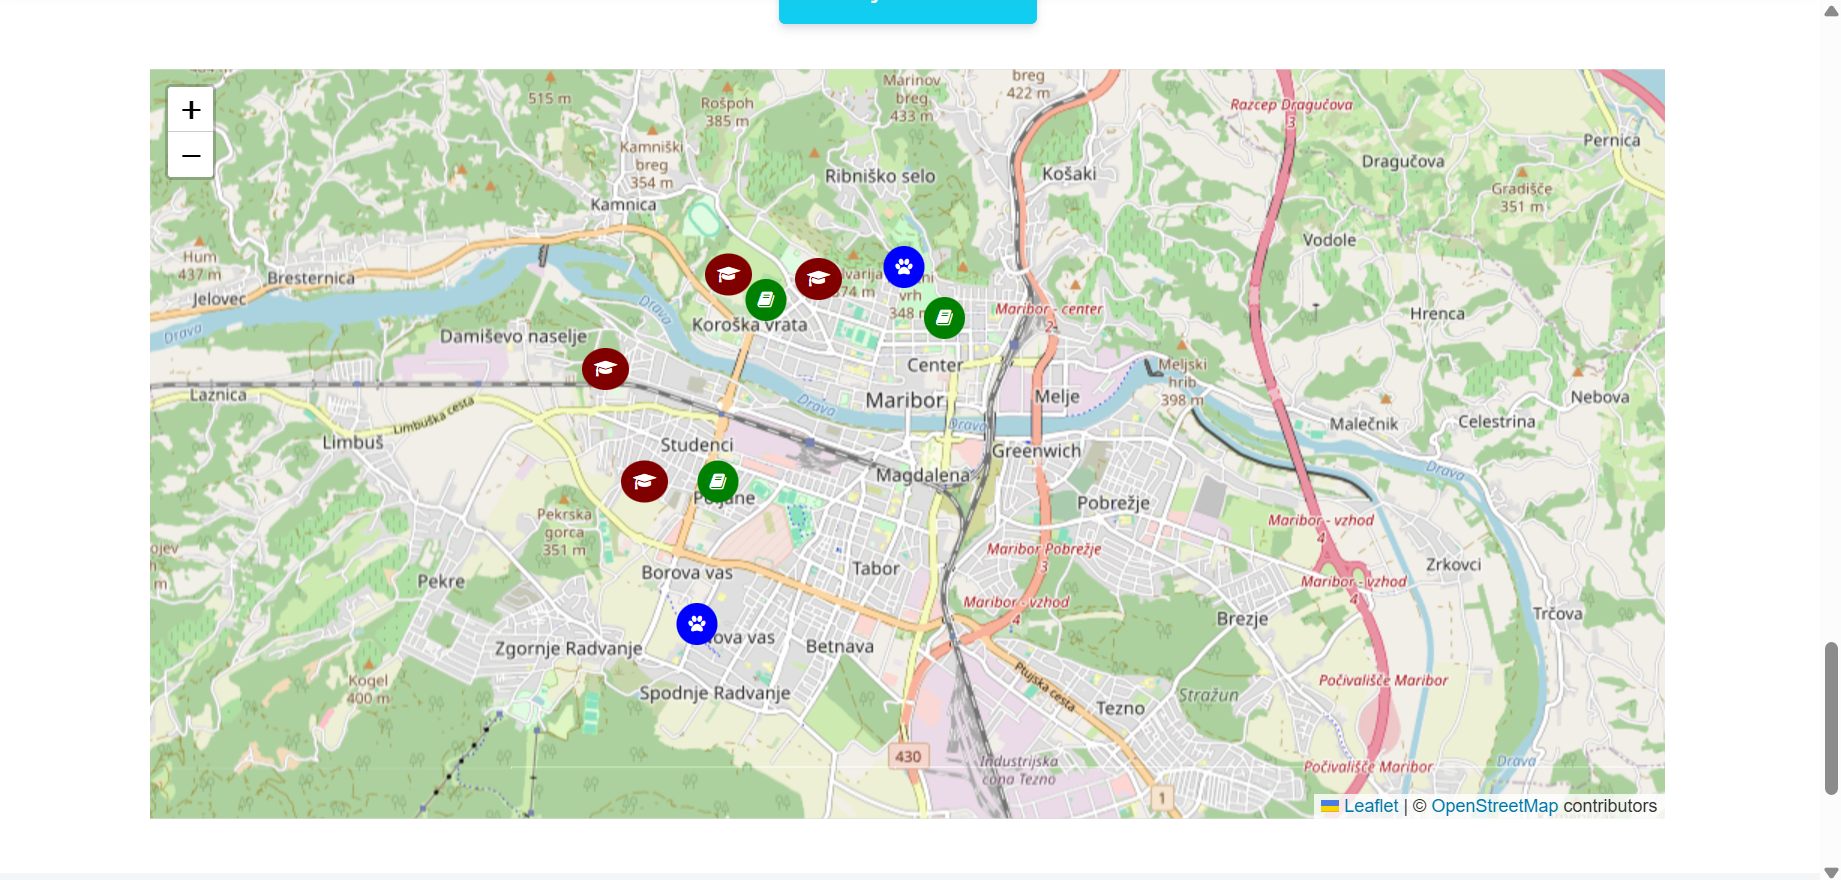 +
−
515 m
Rošpoh
385 m
Marinov
breg
433 m
breg
422 m
Razcep Dragučova
3
Pernica
Dragučova
Gradišče
351 m
Kamniški
breg
354 m
Kamnica
Ribniško selo
Košaki
Hum
437 m
Bresternica
Jelovec
Drava
Drava
Vodole
Hrenca
vrh
348 m
Maribor - center
2
Koroška vrata
Damiševo naselje
Center
Meljski
hrib
398 m
Laznica
Limbuška cesta
Limbuš
Drava
Maribor
Drava
Melje
Nebova
Malečnik
Celestrina
Studenci
Greenwich
Magdalena
Drava
Pobrežje
Pekrska
gorca
351 m
Maribor - vzhod
4
Maribor Pobrežje
3
Zrkovci
Pekre
Borova vas
Tabor
Maribor - vzhod
4
Maribor - vzhod
4
Trčova
Brezje
ova vas
Betnava
Zgornje Radvanje
Kogel
400 m
Spodnje Radvanje
Ptujska cesta
Stražun
Tezno
Počivališče Maribor
430
Industrijska
cona Tezno
Počivališče Maribor
Drava
1
Leaflet | © OpenStreetMap contributors